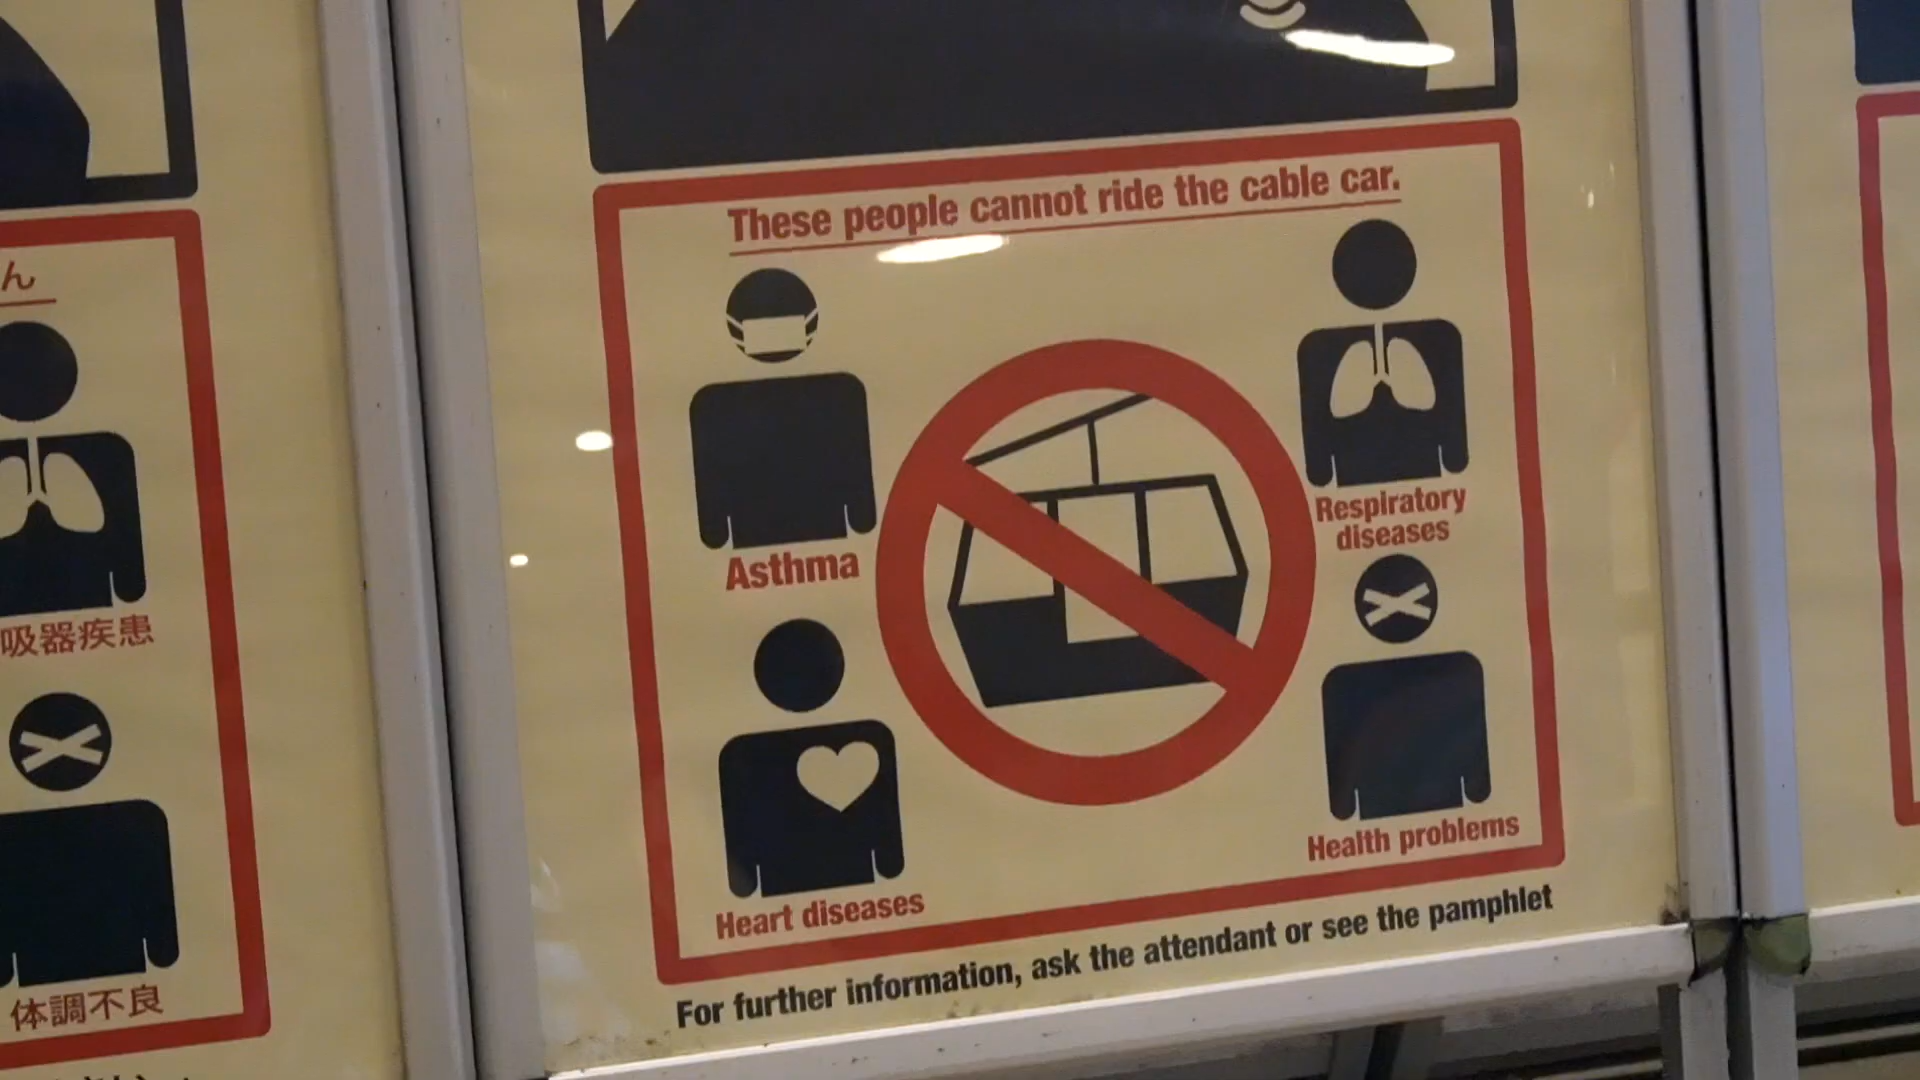 ん
吸器疾患
体調不良
These people cannot ride the cable car.
Asthma
Respiratory
diseases
Heart diseases
Health problems
For further information, ask the attendant or see the pamphlet